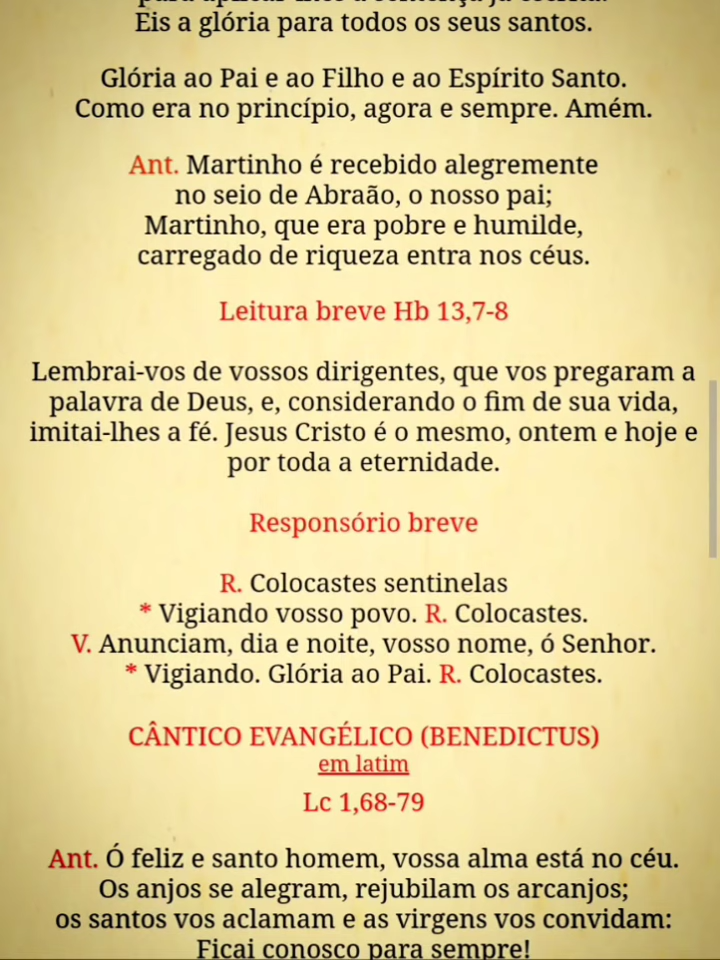 Eis a glória para todos os seus santos.
Glória ao Pai e ao Filho e ao Espírito Santo.
Como era no princípio, agora e sempre. Amém.
Ant. Martinho é recebido alegremente
no seio de Abraão, o nosso pai;
Martinho, que era pobre e humilde,
carregado de riqueza entra nos céus.
Leitura breve Hb 13,7-8
Lembrai-vos de vossos dirigentes, que vos pregaram a
palavra de Deus, e, considerando o fim de sua vida,
imitai-lhes a fé. Jesus Cristo é o mesmo, ontem e hoje e
por toda a eternidade.
Responsório breve
R. Colocastes sentinelas
* Vigiando vosso povo. R. Colocastes.
V. Anunciam, dia e noite, vosso nome, ó Senhor.
* Vigiando. Glória ao Pai. R. Colocastes.
CÂNTICO EVANGÉLICO (BENEDICTUS)
em latim
Lc 1,68-79
Ant. Ó feliz e santo homem, vossa alma está no céu.
Os anjos se alegram, rejubilam os arcanjos;
os santos vos aclamam e as virgens vos convidam:
Ficai conosco para sempre!